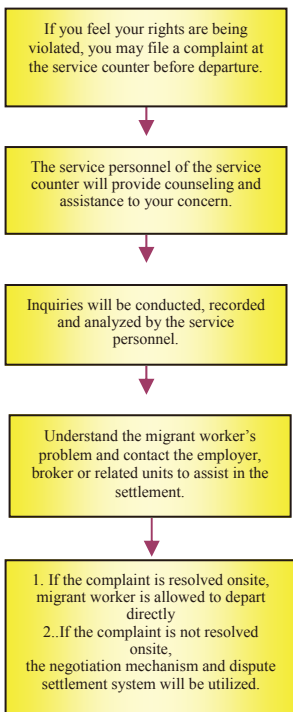 If you feel your rights are being
violated, you may file a complaint at
the service counter before departure.
The service personnel of the service
counter will provide counseling and
assistance to your concern.
Inquiries will be conducted, recorded
and analyzed by the service
personnel.
Understand the migrant worker's
problem and contact the employer,
broker or related units to assist in the
settlement.
1. If the complaint is resolved onsite,
migrant worker is allowed to depart
directly
2..If the complaint is not resolved
onsite,
the negotiation mechanism and dispute
settlement system will be utilized.